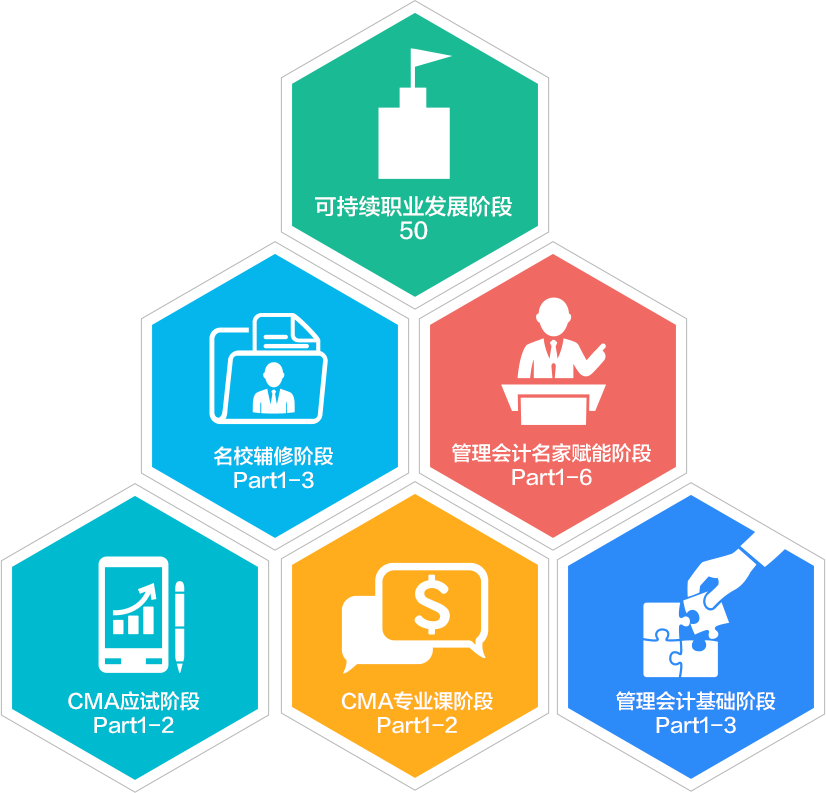 可持续职业发展阶段
50
名校辅修阶段
Part1-3
管理会计名家赋能阶段
Part1-6
CMA应试阶段
Part1-2
CMA专业课阶段
Part1-2
管理会计基础阶段
Part1-3